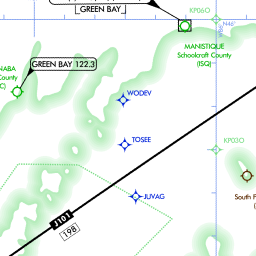 GREEN BAY
KP06O
N46°
W86°
MANISTIQUE
Schoolcraft County
(ISQ)
GREEN BAY 122.3
NABA
County
C)
WODEV
TOSEE
KP03O
JUVAG
South F
J101
198